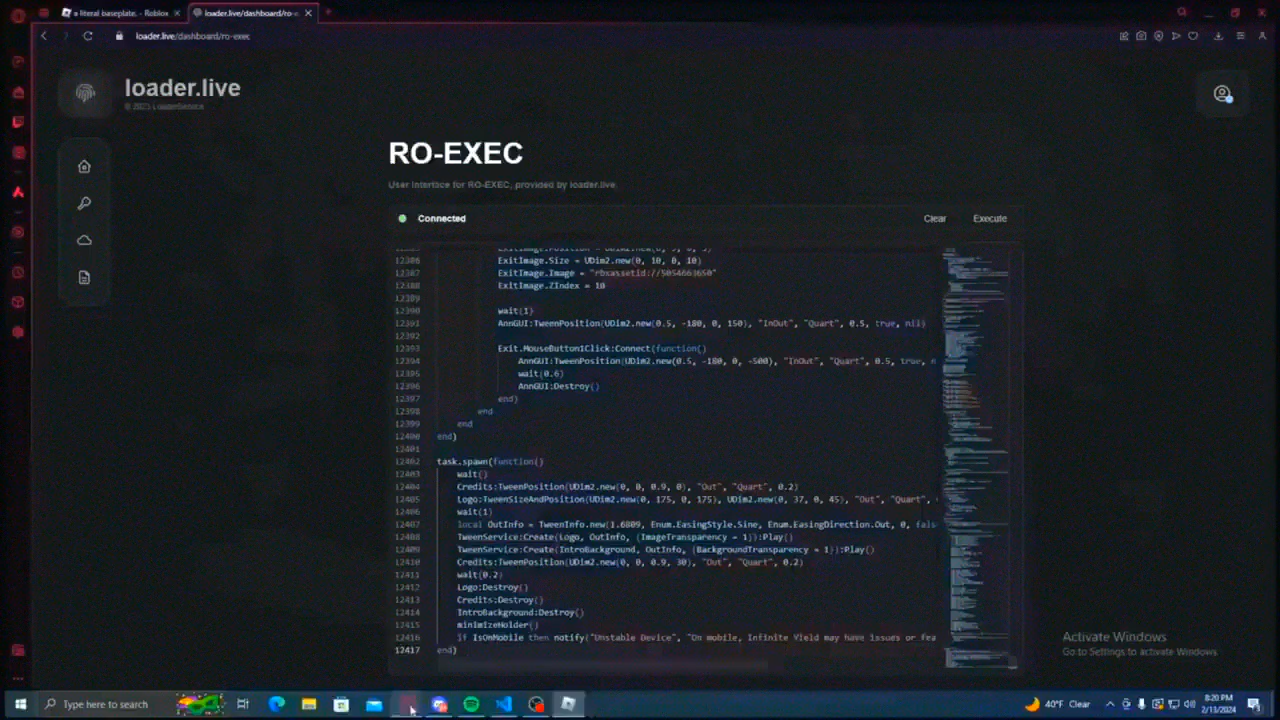 a literal baseplate. - Roblox
loader.live/dashboard/ro-e
loader.live/dashboard/ro-exec
loader.live
© 2023 LoaderService
RO-EXEC
User interface for RO-EXEC, provided by loader.live.
Connected
Clear
Execute
12386 ExitImage.Size = UDim2.new(0, 10, 0, 10)
12387 ExitImage.Image = "rbxassetid://5054663650"
12388 ExitImage.ZIndex = 10
12389
12390 wait(1)
12391 AnnGUI:TweenPosition(UDim2.new(0.5, -180, 0, 150), "InOut", "Quart", 0.5, true, nil)
12392
12393 Exit.MouseButton1Click:Connect(function()
12394 AnnGUI:TweenPosition(UDim2.new(0.5, -180, 0, -500), "InOut", "Quart", 0.5, true, n
12395 wait(0.6)
12396 AnnGUI:Destroy()
12397 end)
12398 end
12399 end
12400 end)
12401
12402 task.spawn(function()
12403 wait()
12404 Credits:TweenPosition(UDim2.new(0, 0, 0.9, 0), "Out", "Quart", 0.2)
12405 Logo:TweenSizeAndPosition(UDim2.new(0, 175, 0, 175), UDim2.new(0, 37, 0, 45), "Out", "Quart",
12406 wait(1)
12407 local OutInfo = TweenInfo.new(1.6809, Enum.EasingStyle.Sine, Enum.EasingDirection.Out, 0, fals
12408 TweenService:Create(Logo, OutInfo, {ImageTransparency = 1}):Play()
12409 TweenService:Create(IntroBackground, OutInfo, {BackgroundTransparency = 1}):Play()
12410 Credits:TweenPosition(UDim2.new(0, 0, 0.9, 30), "Out", "Quart", 0.2)
12411 wait(0.2)
12412 Logo:Destroy()
12413 Credits:Destroy()
12414 IntroBackground:Destroy()
12415 minimizeHolder()
12416 if IsOnMobile then notify("Unstable Device", "On mobile, Infinite Yield may have issues or fea
12417 end)
Activate Windows
Go to Settings to activate Windows.
Type here to search
40°F Clear
8:20 PM
2/13/2024